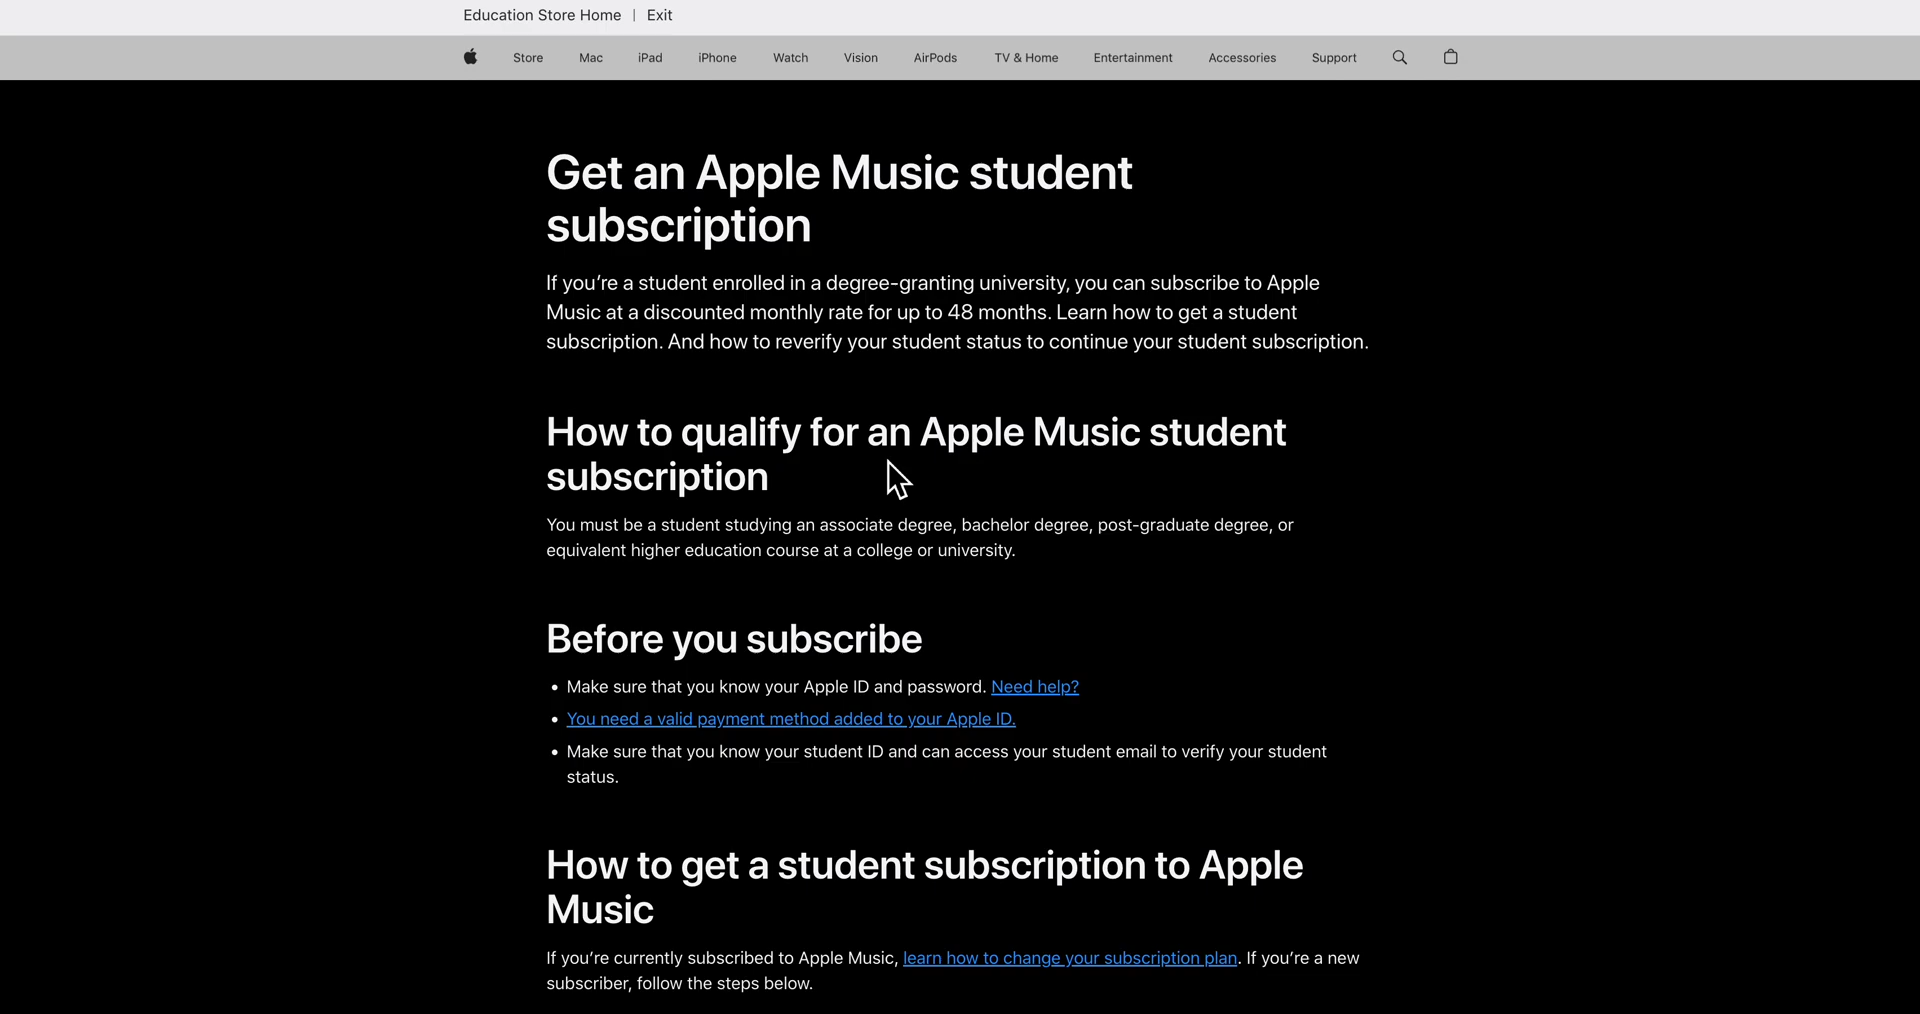 Education Store Home | Exit
Store Mac iPad iPhone Watch Vision AirPods TV & Home Entertainment Accessories Support
Get an Apple Music student
subscription
If you’re a student enrolled in a degree-granting university, you can subscribe to Apple
Music at a discounted monthly rate for up to 48 months. Learn how to get a student
subscription. And how to reverify your student status to continue your student subscription.
How to qualify for an Apple Music student
subscription
You must be a student studying an associate degree, bachelor degree, post-graduate degree, or
equivalent higher education course at a college or university.
Before you subscribe
• Make sure that you know your Apple ID and password. Need help?
• You need a valid payment method added to your Apple ID.
• Make sure that you know your student ID and can access your student email to verify your student
status.
How to get a student subscription to Apple
Music
If you’re currently subscribed to Apple Music, learn how to change your subscription plan. If you’re a new
subscriber, follow the steps below.